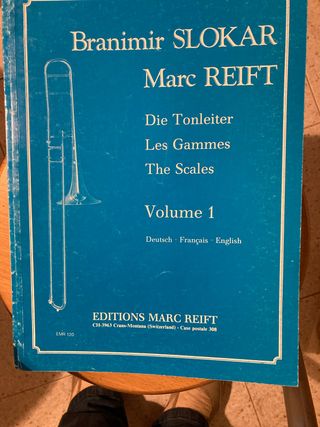 Branimir SLOKAR
Marc REIFT
Die Tonleiter
Les Gammes
The Scales
Volume 1
Deutsch - Français - English
EDITIONS MARC REIFT
CH-3963 Crans-Montana (Switzerland) - Case postale 308
EMR 120